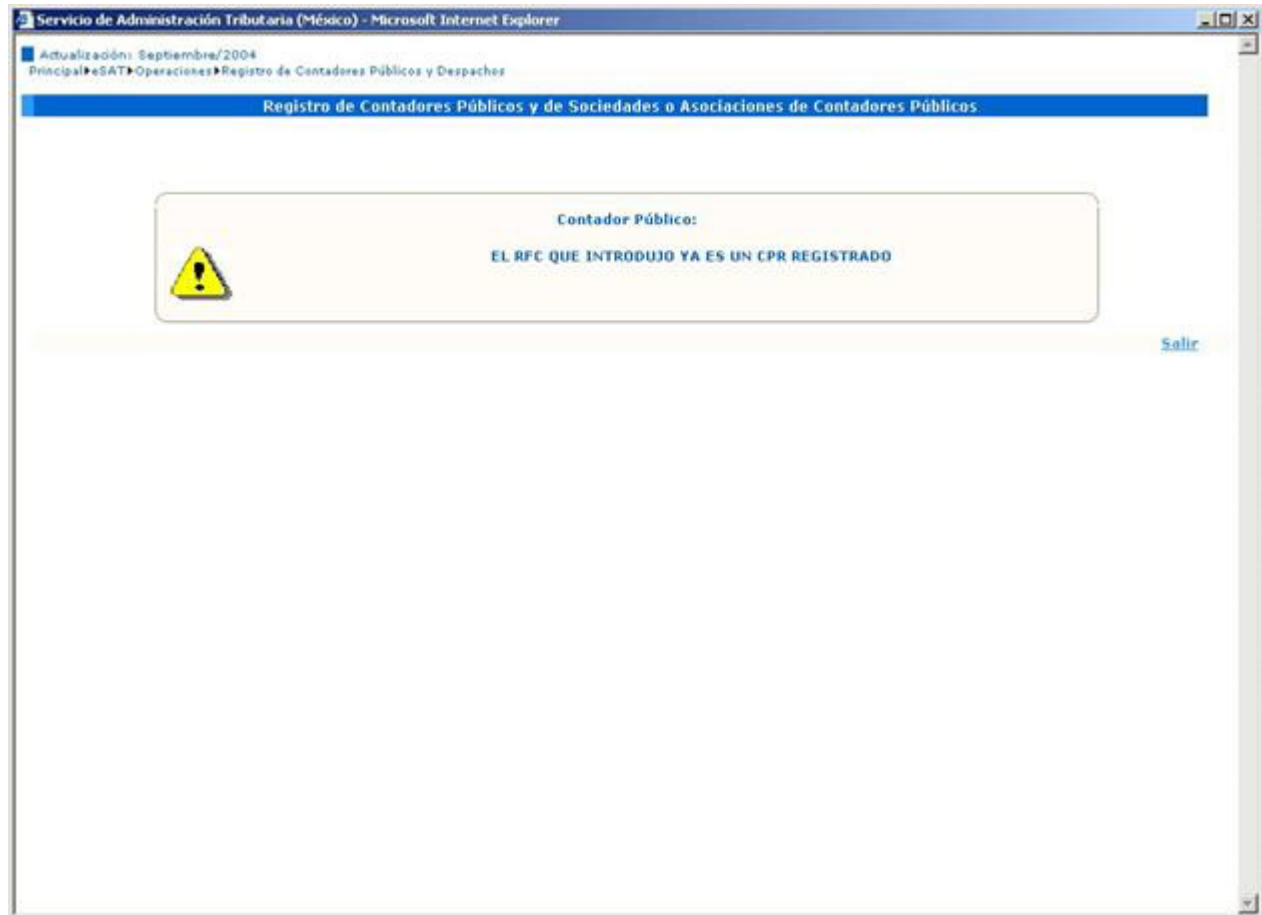 Servicio de Administración Tributaria (México) - Microsoft Internet Explorer
Actualización: Septiembre/2004
Principal▶eSAT▶Operaciones▶Registro de Contadores Públicos y Despachos
Registro de Contadores Públicos y de Sociedades o Asociaciones de Contadores Públicos
Contador Público:
EL RFC QUE INTRODUJO YA ES UN CPR REGISTRADO
Salir